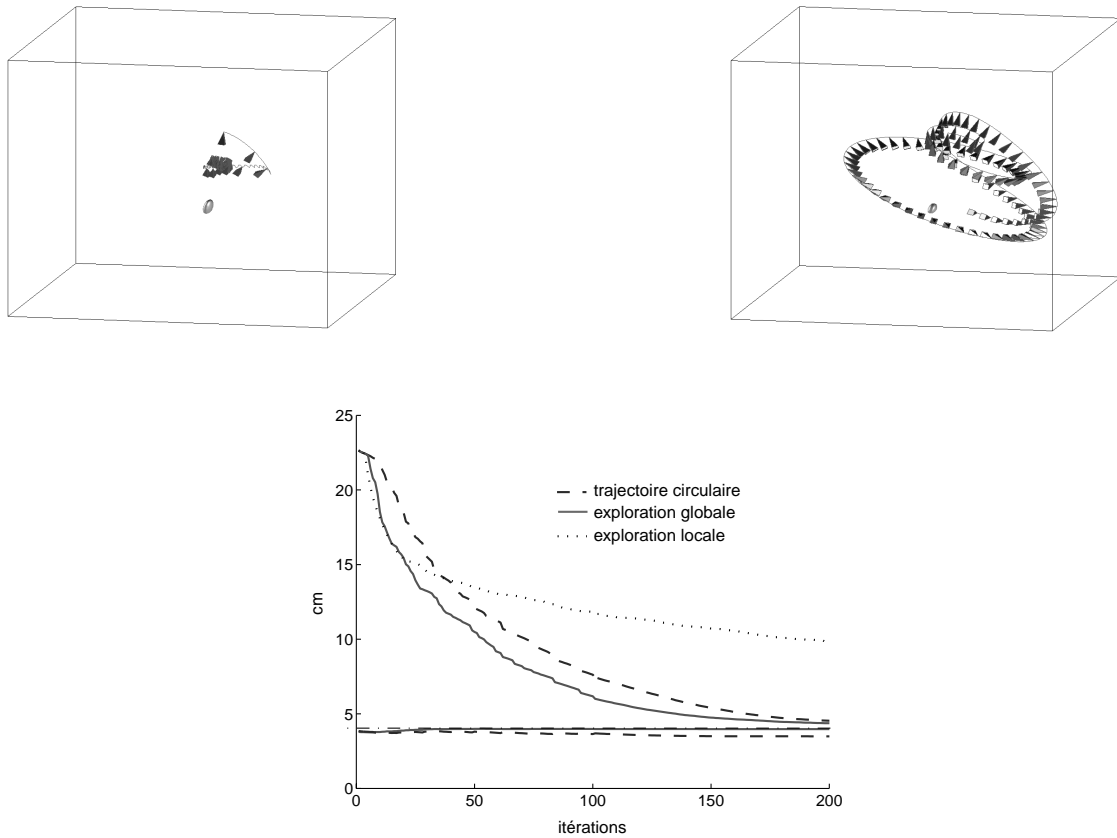 25
20
15
10
5
0
cm
trajectoire circulaire
exploration globale
exploration locale
0 50 100 150 200
itérations